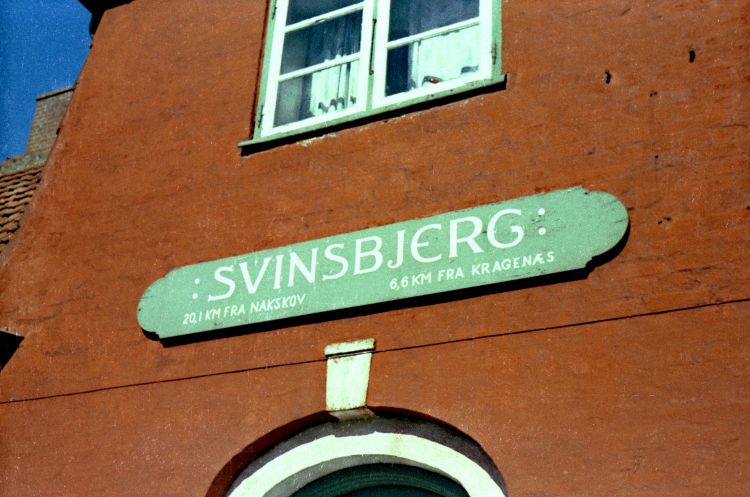 : SVINSBJERG :
20,1 KM FRA NAKSKOV 6,6 KM FRA KRAGENÆS